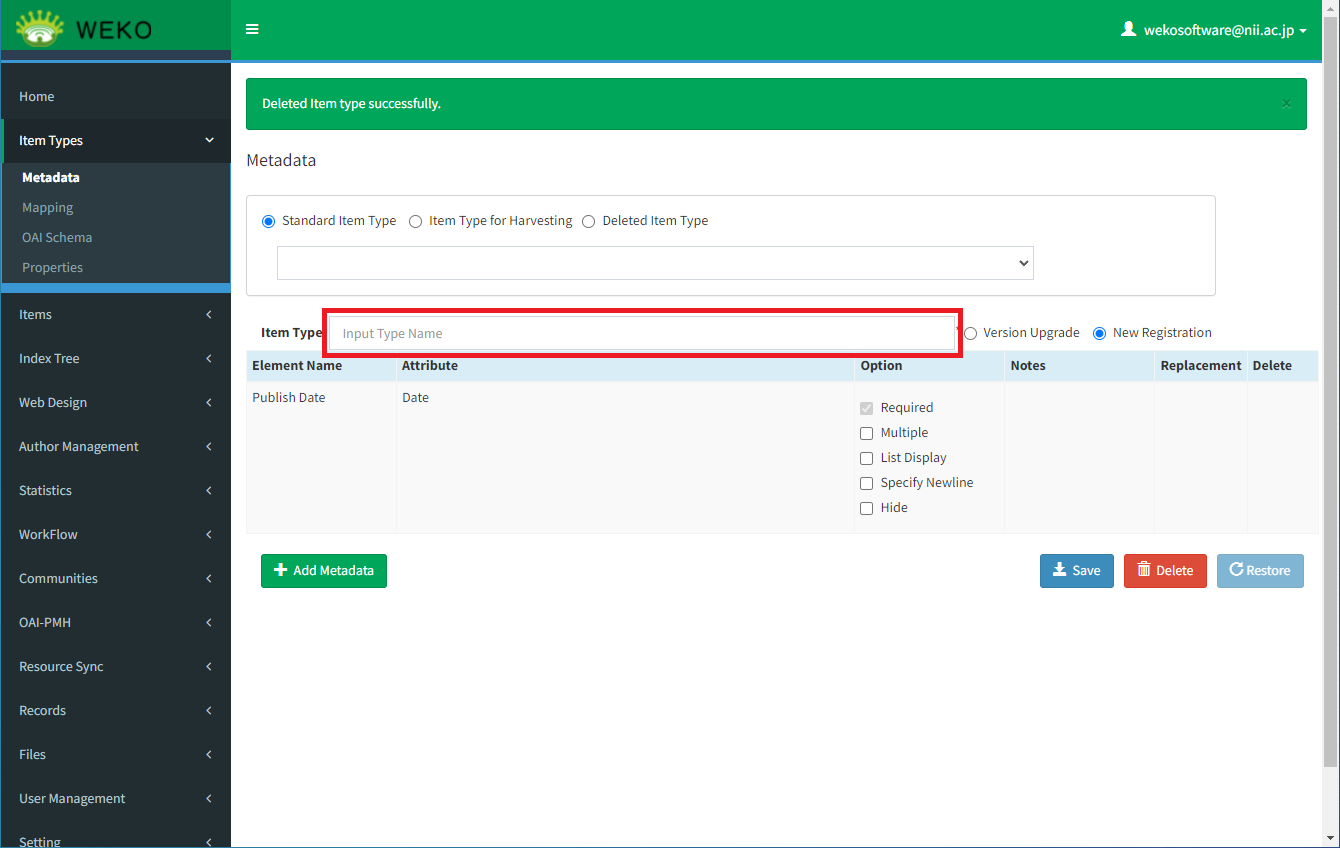 WEKO
wekosoftware@nii.ac.jp
Home
Item Types
Metadata
Mapping
OAI Schema
Properties
Items
Index Tree
Web Design
Author Management
Statistics
WorkFlow
Communities
OAI-PMH
Resource Sync
Records
Files
User Management
Setting
Deleted Item type successfully.
×
Metadata
Standard Item Type Item Type for Harvesting Deleted Item Type
Item Type Input Type Name Version Upgrade New Registration
Element Name Attribute Option Notes Replacement Delete
Publish Date Date
Required
Multiple
List Display
Specify Newline
Hide
Add Metadata Save Delete Restore